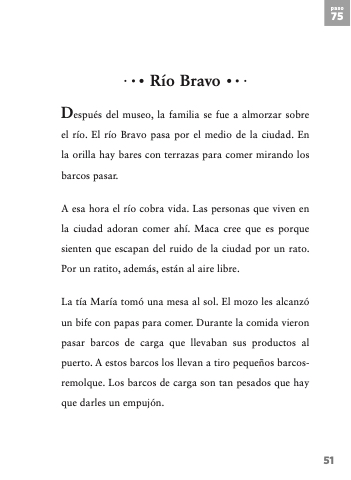 paso
75
··• Río Bravo •··
Después del museo, la familia se fue a almorzar sobre
el río. El río Bravo pasa por el medio de la ciudad. En
la orilla hay bares con terrazas para comer mirando los
barcos pasar.
A esa hora el río cobra vida. Las personas que viven en
la ciudad adoran comer ahí. Maca cree que es porque
sienten que escapan del ruido de la ciudad por un rato.
Por un ratito, además, están al aire libre.
La tía María tomó una mesa al sol. El mozo les alcanzó
un bife con papas para comer. Durante la comida vieron
pasar barcos de carga que llevaban sus productos al
puerto. A estos barcos los llevan a tiro pequeños barcos-
remolque. Los barcos de carga son tan pesados que hay
que darles un empujón.
51